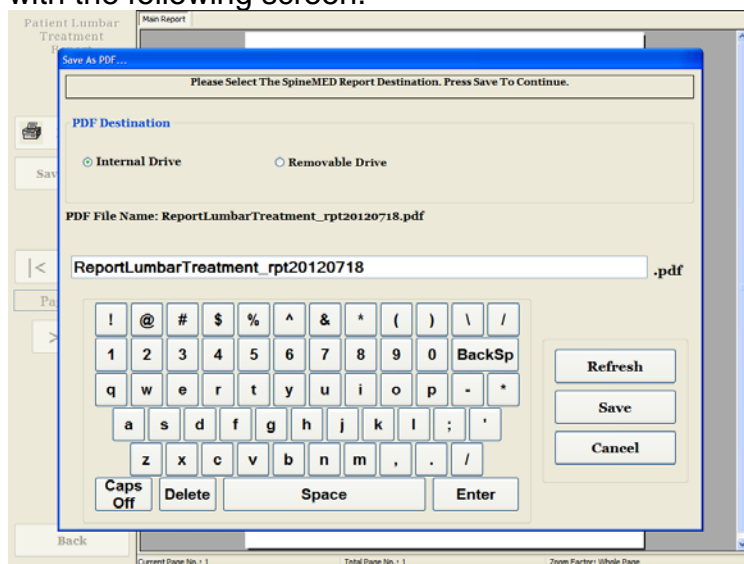 with the following screen.
Patient Lumbar
Treatment
Main Report
Save As PDF...
Please Select The SpineMED Report Destination. Press Save To Continue.
PDF Destination
Internal Drive
Removable Drive
Sav
PDF File Name: ReportLumbarTreatment_rpt20120718.pdf
|<
ReportLumbarTreatment_rpt20120718
.pdf
Pa
>
! @ # $ % ^ & * ( ) \ /
1 2 3 4 5 6 7 8 9 0 BackSp
q w e r t y u i o p - *
a s d f g h j k l ; '
z x c v b n m , . /
Caps Off
Delete
Space
Enter
Refresh
Save
Cancel
Back
Current Page No.: 1
Total Page No.: 1
Zoom Factor: Whole Page